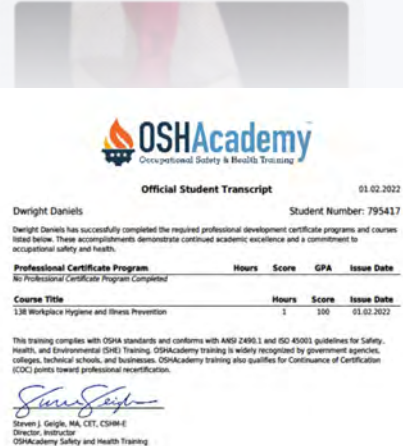 OSHAcademy
Occupational Safety & Health Training
Official Student Transcript 01.02.2022
Dwright Daniels Student Number: 795417
Dwright Daniels has successfully completed the required professional development certificate programs and courses
listed below. These accomplishments demonstrate continued academic excellence and a commitment to
occupational safety and health.
Professional Certificate Program Hours Score GPA Issue Date
No Professional Certificate Program Completed
Course Title Hours Score Issue Date
138 Workplace Hygiene and Illness Prevention 1 100 01.02.2022
This training complies with OSHA standards and conforms with ANSI Z490.1 and ISO 45001 guidelines for Safety,
Health, and Environmental (SHE) Training. OSHAcademy training is widely recognized by government agencies,
colleges, technical schools, and businesses. OSHAcademy training also qualifies for Continuance of Certification
(COC) points toward professional recertification.
Steven J. Geigle, MA, CET, CSHM-E
Director, Instructor
OSHAcademy Safety and Health Training